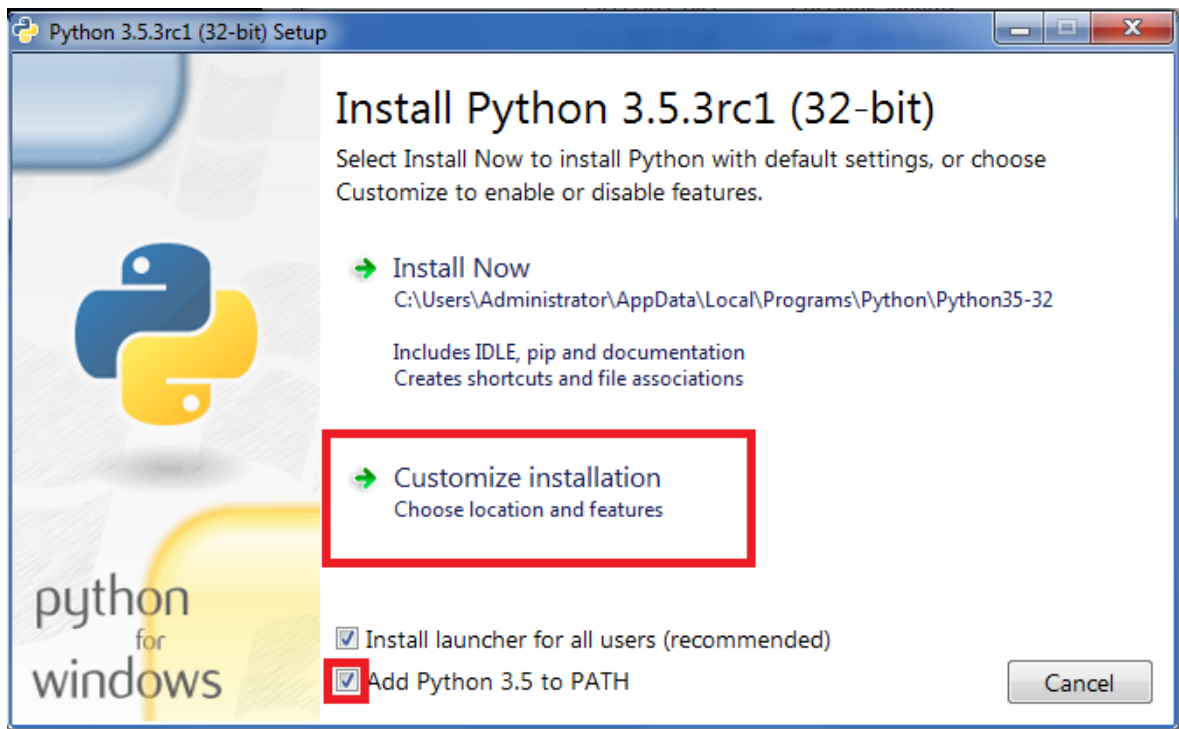 Python 3.5.3rc1 (32-bit) Setup
Install Python 3.5.3rc1 (32-bit)
Select Install Now to install Python with default settings, or choose
Customize to enable or disable features.
Install Now
C:\Users\Administrator\AppData\Local\Programs\Python\Python35-32
Includes IDLE, pip and documentation
Creates shortcuts and file associations
Customize installation
Choose location and features
python
for
windows
Install launcher for all users (recommended)
Add Python 3.5 to PATH
Cancel